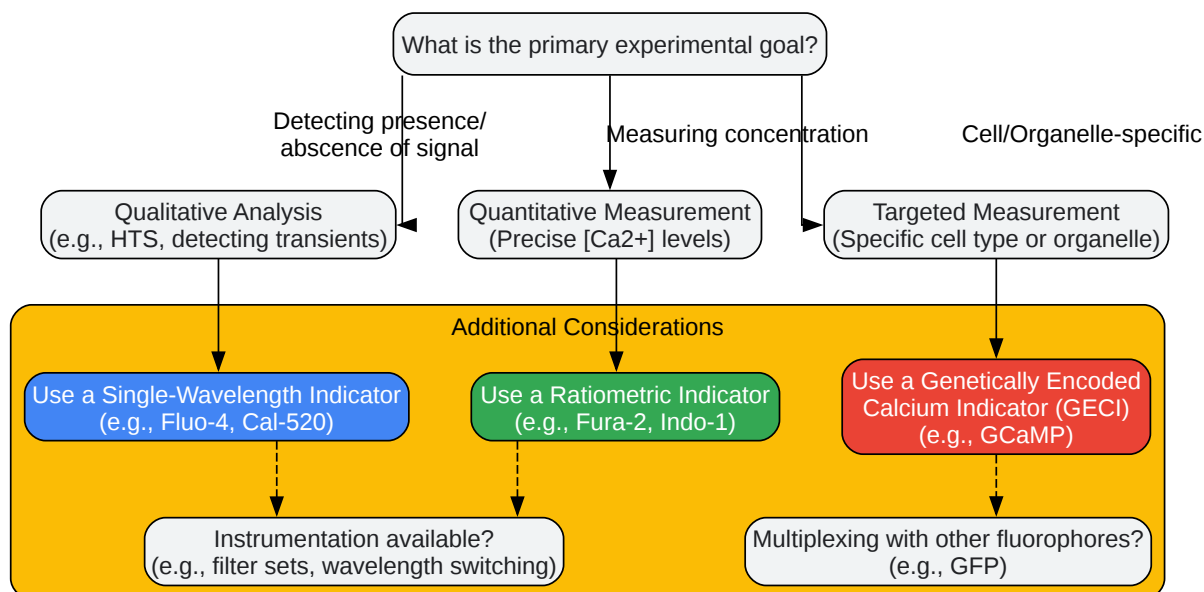 What is the primary experimental goal?
Detecting presence/
abscence of signal
Measuring concentration
Cell/Organelle-specific
Qualitative Analysis
(e.g., HTS, detecting transients)
Quantitative Measurement
(Precise [Ca2+] levels)
Targeted Measurement
(Specific cell type or organelle)
Additional Considerations
Use a Single-Wavelength Indicator
(e.g., Fluo-4, Cal-520)
Use a Ratiometric Indicator
(e.g., Fura-2, Indo-1)
Use a Genetically Encoded
Calcium Indicator (GECI)
(e.g., GCaMP)
Instrumentation available?
(e.g., filter sets, wavelength switching)
Multiplexing with other fluorophores?
(e.g., GFP)